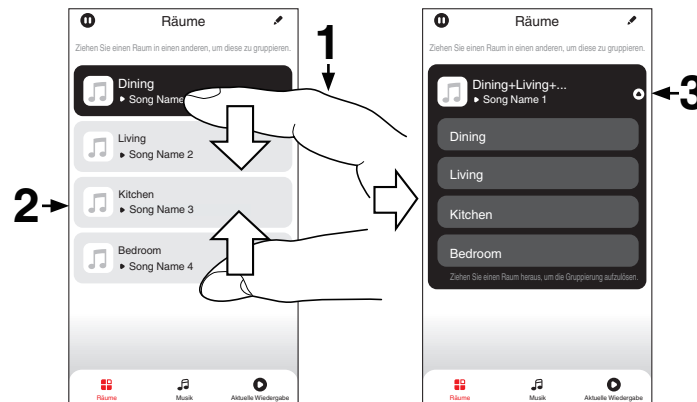 Räume
Ziehen Sie einen Raum in einen anderen, um diese zu gruppieren.
1
Dining
Song Name
Living
Song Name 2
2
Kitchen
Song Name 3
Bedroom
Song Name 4
Räume
Musik
Aktuelle Wiedergabe
Räume
Ziehen Sie einen Raum in einen anderen, um diese zu gruppieren.
Dining+Living+...
Song Name 1
3
Dining
Living
Kitchen
Bedroom
Ziehen Sie einen Raum heraus, um die Gruppierung aufzulösen.
Räume
Musik
Aktuelle Wiedergabe